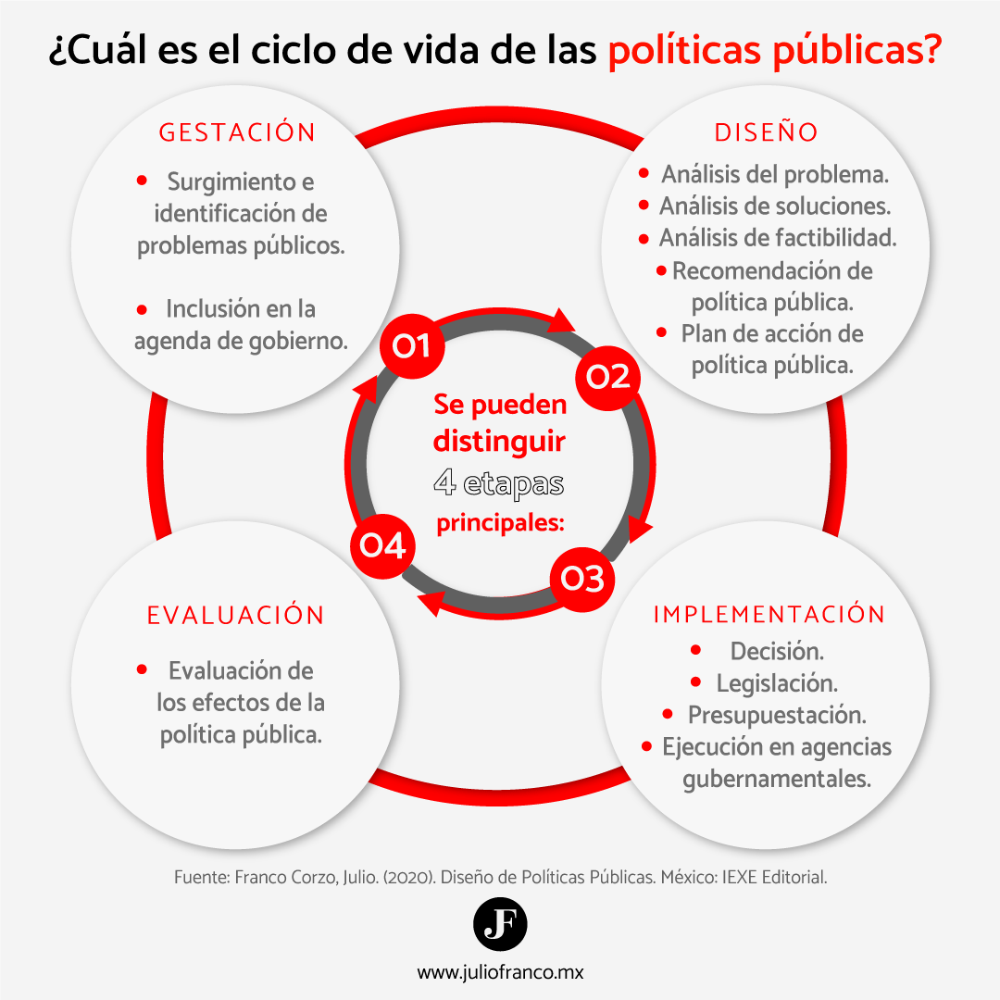 ¿Cuál es el ciclo de vida de las políticas públicas?
GESTACIÓN
• Surgimiento e
identificación de
problemas públicos.
• Inclusión en la
agenda de gobierno.
DISEÑO
• Análisis del problema.
• Análisis de soluciones.
• Análisis de factibilidad.
• Recomendación de
política pública.
• Plan de acción de
política pública.
01
02
Se pueden
distinguir
4 etapas
principales:
04
03
EVALUACIÓN
• Evaluación de
los efectos de la
política pública.
IMPLEMENTACIÓN
• Decisión.
• Legislación.
• Presupuestación.
• Ejecución en agencias
gubernamentales.
Fuente: Franco Corzo, Julio. (2020). Diseño de Políticas Públicas. México: IEXE Editorial.
JF
www.juliofranco.mx